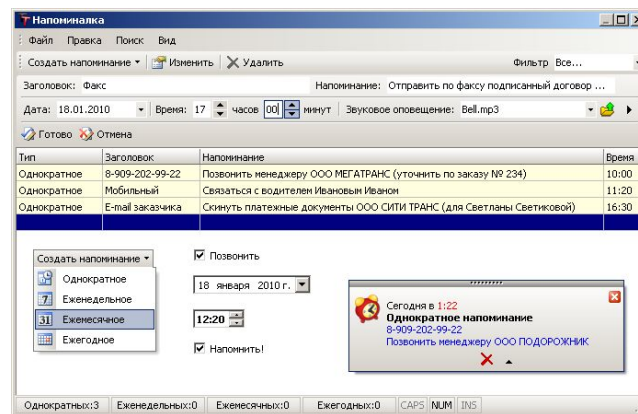 Напоминалка
Файл Правка Поиск Вид
Создать напоминание Изменить Удалить Фильтр Все...
Заголовок: Факс Напоминание: Отправить по факсу подписанный договор ...
Дата: 18.01.2010 Время: 17 часов 00 минут Звуковое оповещение: Bell.mp3
Готово Отмена
Тип Заголовок Напоминание Время
Однократное 8-909-202-99-22 Позвонить менеджеру ООО МЕГАТРАНС (уточнить по заказу № 234) 10:00
Однократное Мобильный Связаться с водителем Ивановым Иваном 11:20
Однократное E-mail заказчика Скинуть платежные документы ООО СИТИ ТРАНС (для Светланы Светиковой) 16:30
Создать напоминание
Однократное
7 Еженедельное
31 Ежемесячное
Ежегодное
Позвонить
18 января 2010 г.
12:20
Напомнить!
Сегодня в 1:22
Однократное напоминание
8-909-202-99-22
Позвонить менеджеру ООО ПОДОРОЖНИК
Однократных:3 Еженедельных:0 Ежемесячных:0 Ежегодных:0 CAPS NUM INS